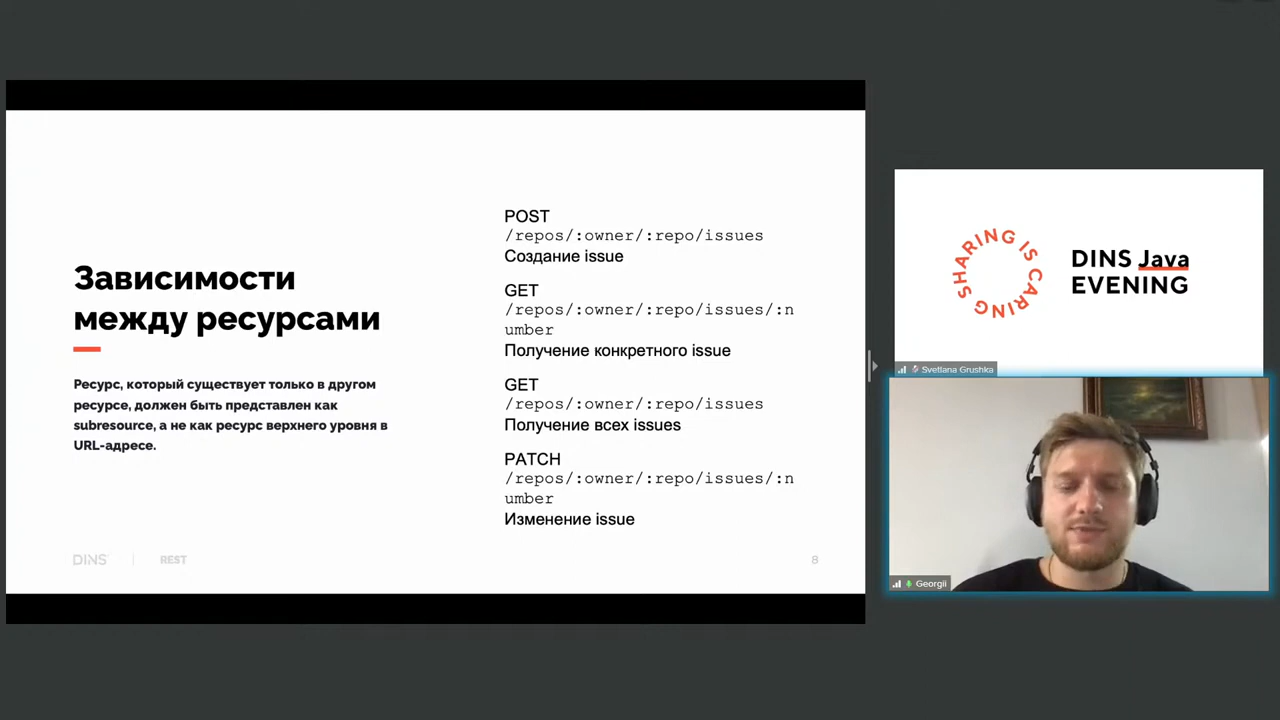 Зависимости
между ресурсами
Ресурс, который существует только в другом
ресурсе, должен быть представлен как
subresource, а не как ресурс верхнего уровня в
URL-адресе.
POST
/repos/:owner/:repo/issues
Создание issue
GET
/repos/:owner/:repo/issues/:n
umber
Получение конкретного issue
GET
/repos/:owner/:repo/issues
Получение всех issues
PATCH
/repos/:owner/:repo/issues/:n
umber
Изменение issue
DINS
REST
8
SHARING IS CARING
DINS Java
EVENING
Svetlana Grushka
Georgii